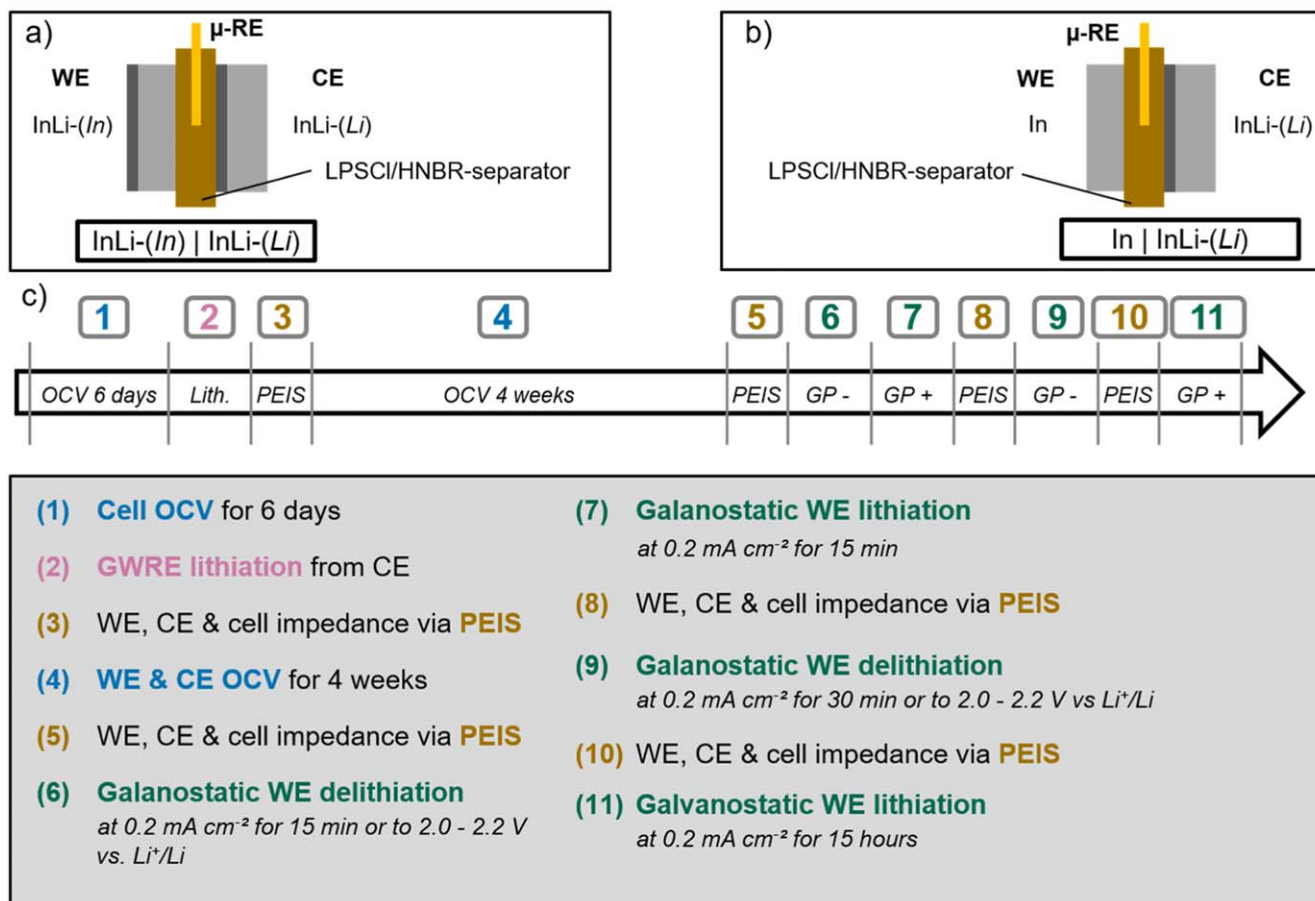 a)
µ-RE
WE
CE
InLi-(In)
InLi-(Li)
LPSCl/HNBR-separator
InLi-(In) | InLi-(Li)
b)
µ-RE
WE
CE
In
InLi-(Li)
LPSCl/HNBR-separator
In | InLi-(Li)
c)
1 2 3 4 5 6 7 8 9 10 11
OCV 6 days Lith. PEIS OCV 4 weeks PEIS GP - GP + PEIS GP - PEIS GP +
(1) Cell OCV for 6 days
(2) GWRE lithiation from CE
(3) WE, CE & cell impedance via PEIS
(4) WE & CE OCV for 4 weeks
(5) WE, CE & cell impedance via PEIS
(6) Galanostatic WE delithiation
at 0.2 mA cm⁻² for 15 min or to 2.0 - 2.2 V
vs. Li⁺/Li
(7) Galanostatic WE lithiation
at 0.2 mA cm⁻² for 15 min
(8) WE, CE & cell impedance via PEIS
(9) Galanostatic WE delithiation
at 0.2 mA cm⁻² for 30 min or to 2.0 - 2.2 V vs Li⁺/Li
(10) WE, CE & cell impedance via PEIS
(11) Galvanostatic WE lithiation
at 0.2 mA cm⁻² for 15 hours